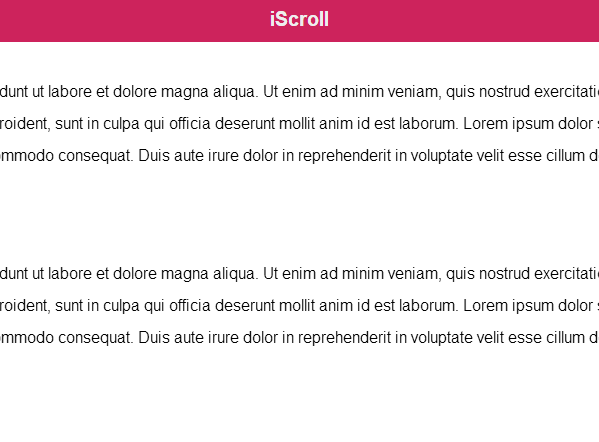 iScroll
dunt ut labore et dolore magna aliqua. Ut enim ad minim veniam, quis nostrud
roident, sunt in culpa qui officia deserunt mollit anim id est laborum. Lorem ipsum dolor
ommodo consequat. Duis aute irure dolor in reprehenderit in voluptate velit esse cillum
dunt ut labore et dolore magna aliqua. Ut enim ad minim veniam, quis nostrud
roident, sunt in culpa qui officia deserunt mollit anim id est laborum. Lorem ipsum dolor
ommodo consequat. Duis aute irure dolor in reprehenderit in voluptate velit esse cillum